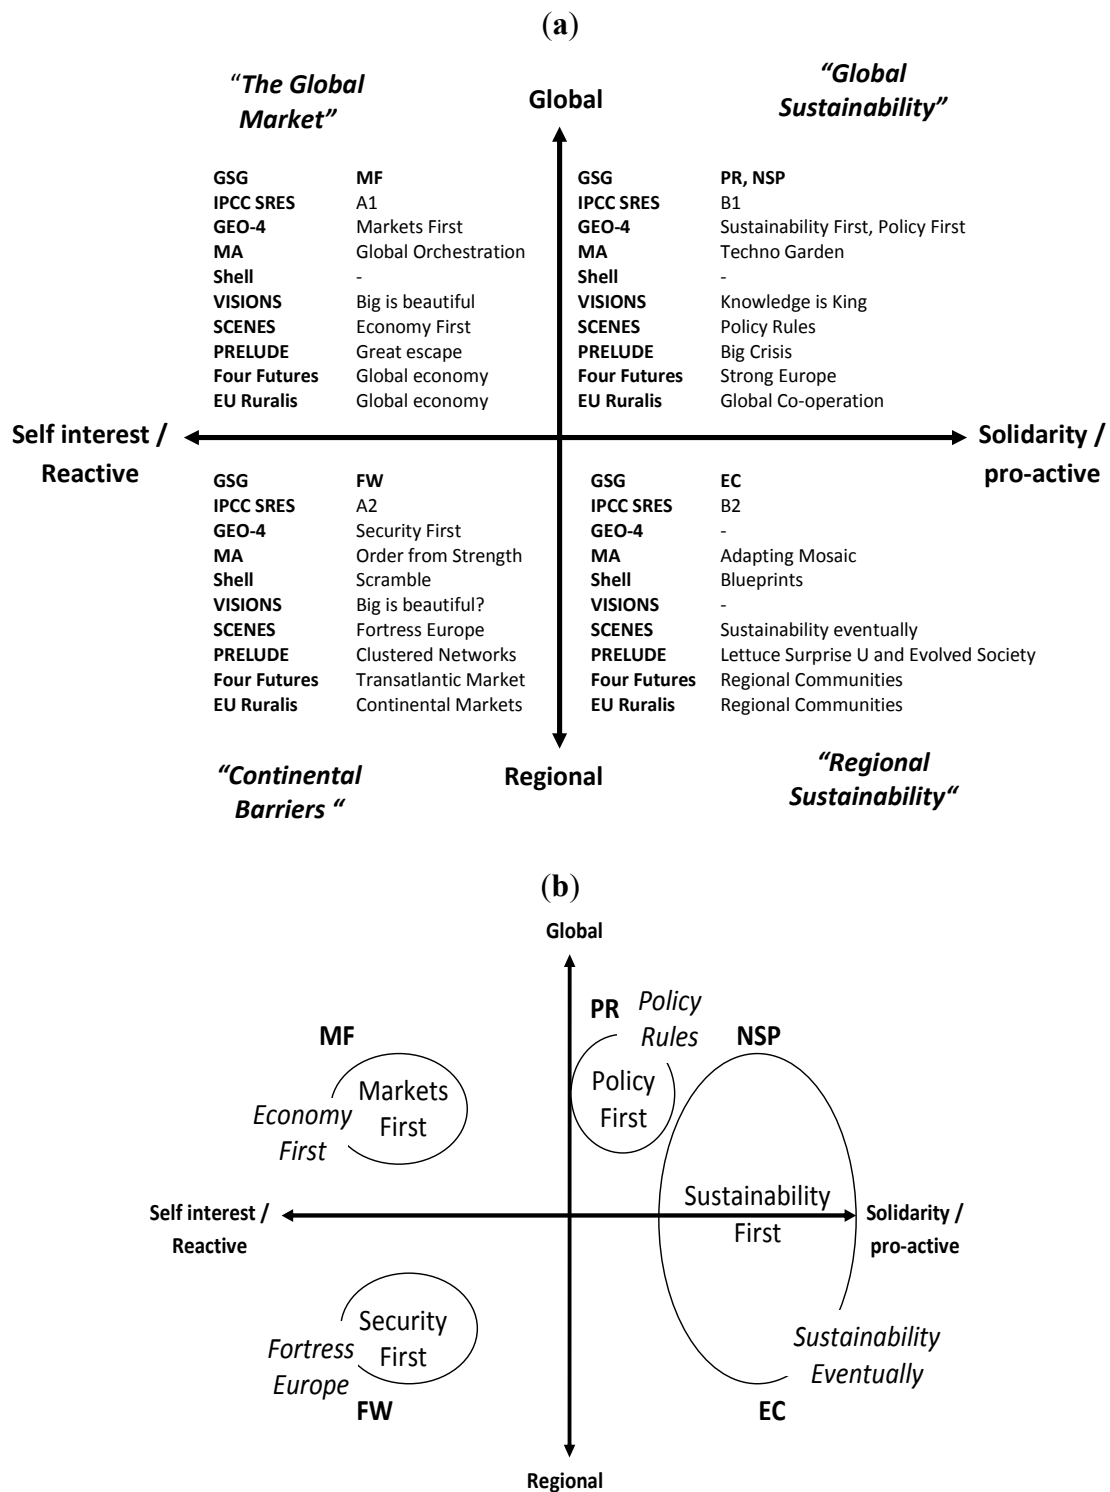 (a)
“The Global
Market”
Global
“Global
Sustainability”
GSG MF
IPCC SRES A1
GEO-4 Markets First
MA Global Orchestration
Shell -
VISIONS Big is beautiful
SCENES Economy First
PRELUDE Great escape
Four Futures Global economy
EU Ruralis Global economy
GSG PR, NSP
IPCC SRES B1
GEO-4 Sustainability First, Policy First
MA Techno Garden
Shell -
VISIONS Knowledge is King
SCENES Policy Rules
PRELUDE Big Crisis
Four Futures Strong Europe
EU Ruralis Global Co-operation
Self interest /
Reactive
Solidarity /
pro-active
GSG FW
IPCC SRES A2
GEO-4 Security First
MA Order from Strength
Shell Scramble
VISIONS Big is beautiful?
SCENES Fortress Europe
PRELUDE Clustered Networks
Four Futures Transatlantic Market
EU Ruralis Continental Markets
GSG EC
IPCC SRES B2
GEO-4 -
MA Adapting Mosaic
Shell Blueprints
VISIONS -
SCENES Sustainability eventually
PRELUDE Lettuce Surprise U and Evolved Society
Four Futures Regional Communities
EU Ruralis Regional Communities
“Continental
Barriers “
Regional
“Regional
Sustainability“
(b)
Global
MF
Markets
First
Economy
First
PR
Policy
Rules
Policy
First
NSP
Sustainability
First
Self interest /
Reactive
Solidarity /
pro-active
Security
First
Fortress
Europe
FW
Sustainability
Eventually
EC
Regional